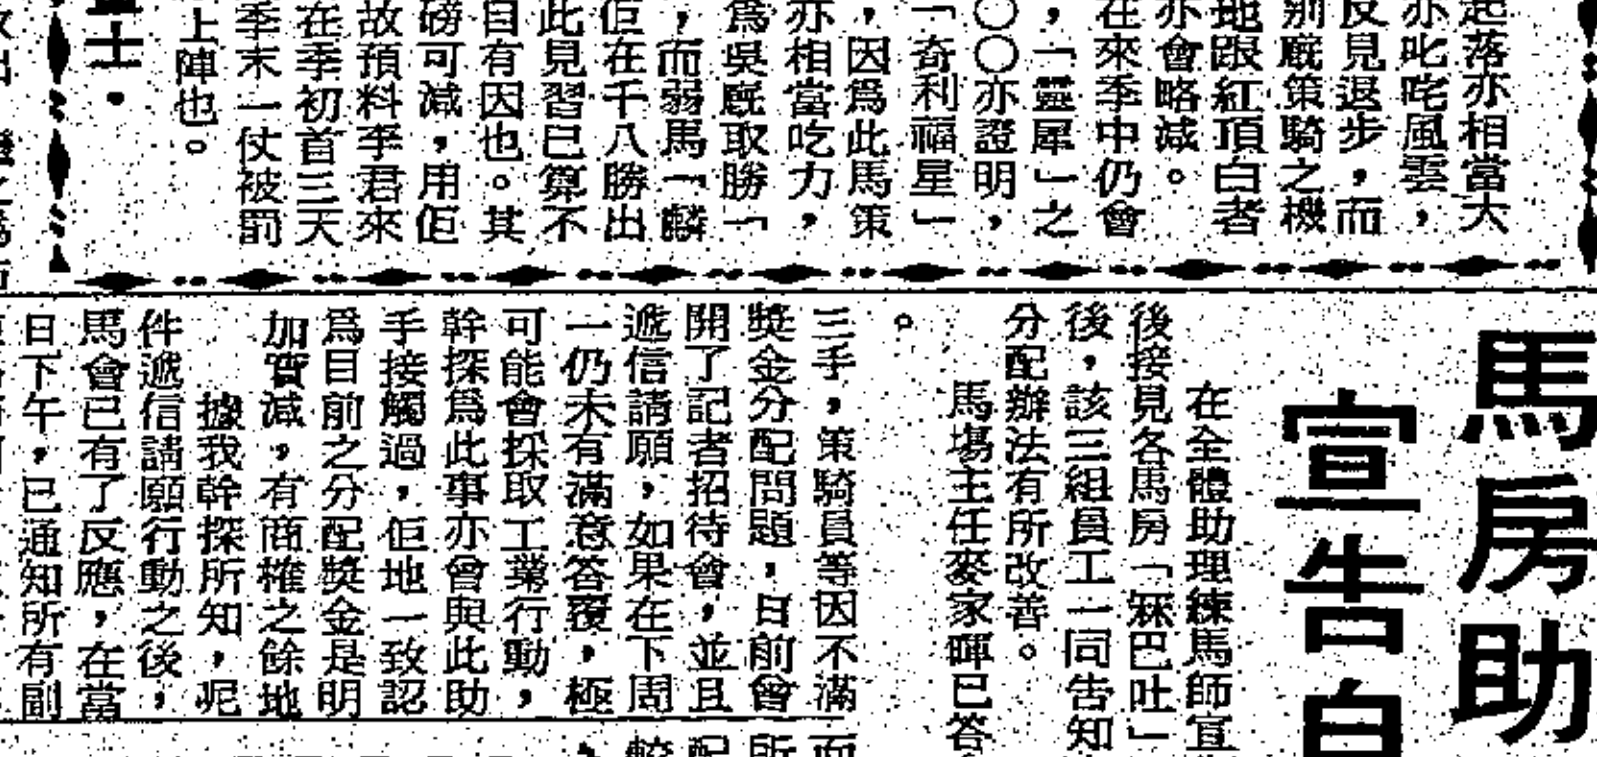 起落亦相當大
亦叱咤風雲，
反見退步，而
別廐策騎之機
地跟紅頂白者
亦會略減。
在來季中仍會
，「靈犀」之
〇〇亦證明，
「奇利福星」
，因爲此馬策
亦相當吃力，
爲吳廐取勝「
，而弱馬「麟
佢在千八勝出
此見習已算不
自有因也。其
磅可減，用佢
故預料李君來
在季初首三天
季末一仗被罰
上陣也。
士．
馬房助
宣告
在全體助理練馬師宣
後接見各馬房「冧巴吐」
後，該三組員工一同告知
分配辦法有所改善。
馬塲主任麥家暉已答
。
三手，策騎員等因不滿
獎金分配問題，日前曾
開了記者招待會，並且
遞信請願，如果在下周
一仍未有滿意答覆，極
可能會採取工業行動，
幹探爲此事亦曾與此助
手接觸過，佢地一致認
爲目前之分配獎金是明
加實減，有商榷之餘地
據我幹探所知，呢
件遞信請願行動之後，
馬會已有了反應，在當
日下午，已通知所有副